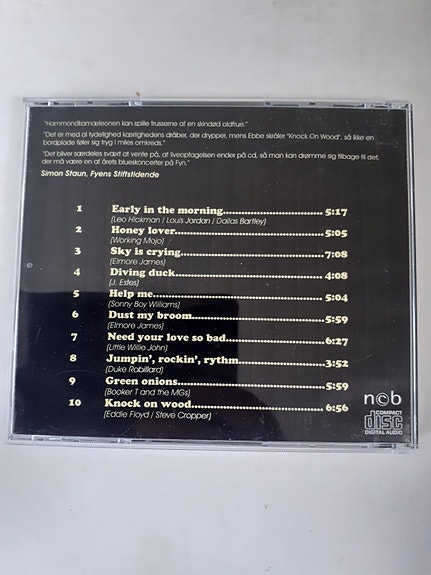 "Hammondkamæleonen kan spille trusserne af en skindød oldfrue."
"Det er med al tydelighed kærlighedens dråber, der drypper, mens Ebbe skråler "Knock On Wood", så ikke en
bordplade føler sig tryg i miles omkreds."
"Det bliver særdeles svært at vente på, at liveoptagelsen ender på cd, så man kan drømme sig tilbage til det,
der må være en af årets blueskoncerter på Fyn."
Simon Staun, Fyens Stiftstidende
1 Early in the morning 5:17
(Leo Hickman / Louis Jordan / Dallas Bartley)
2 Honey lover 5:05
(Working Mojo)
3 Sky is crying 7:08
(Elmore James)
4 Diving duck 4:08
(J. Estes)
5 Help me 5:04
(Sonny Boy Williams)
6 Dust my broom 5:59
(Elmore James)
7 Need your love so bad 6:27
(Little Willie John)
8 Jumpin', rockin', rythm 3:52
(Duke Robillard)
9 Green onions 5:59
(Booker T and the MGs)
10 Knock on wood 6:56
(Eddie Floyd / Steve Cropper)
n©b
COMPACT
disc
DIGITAL AUDIO